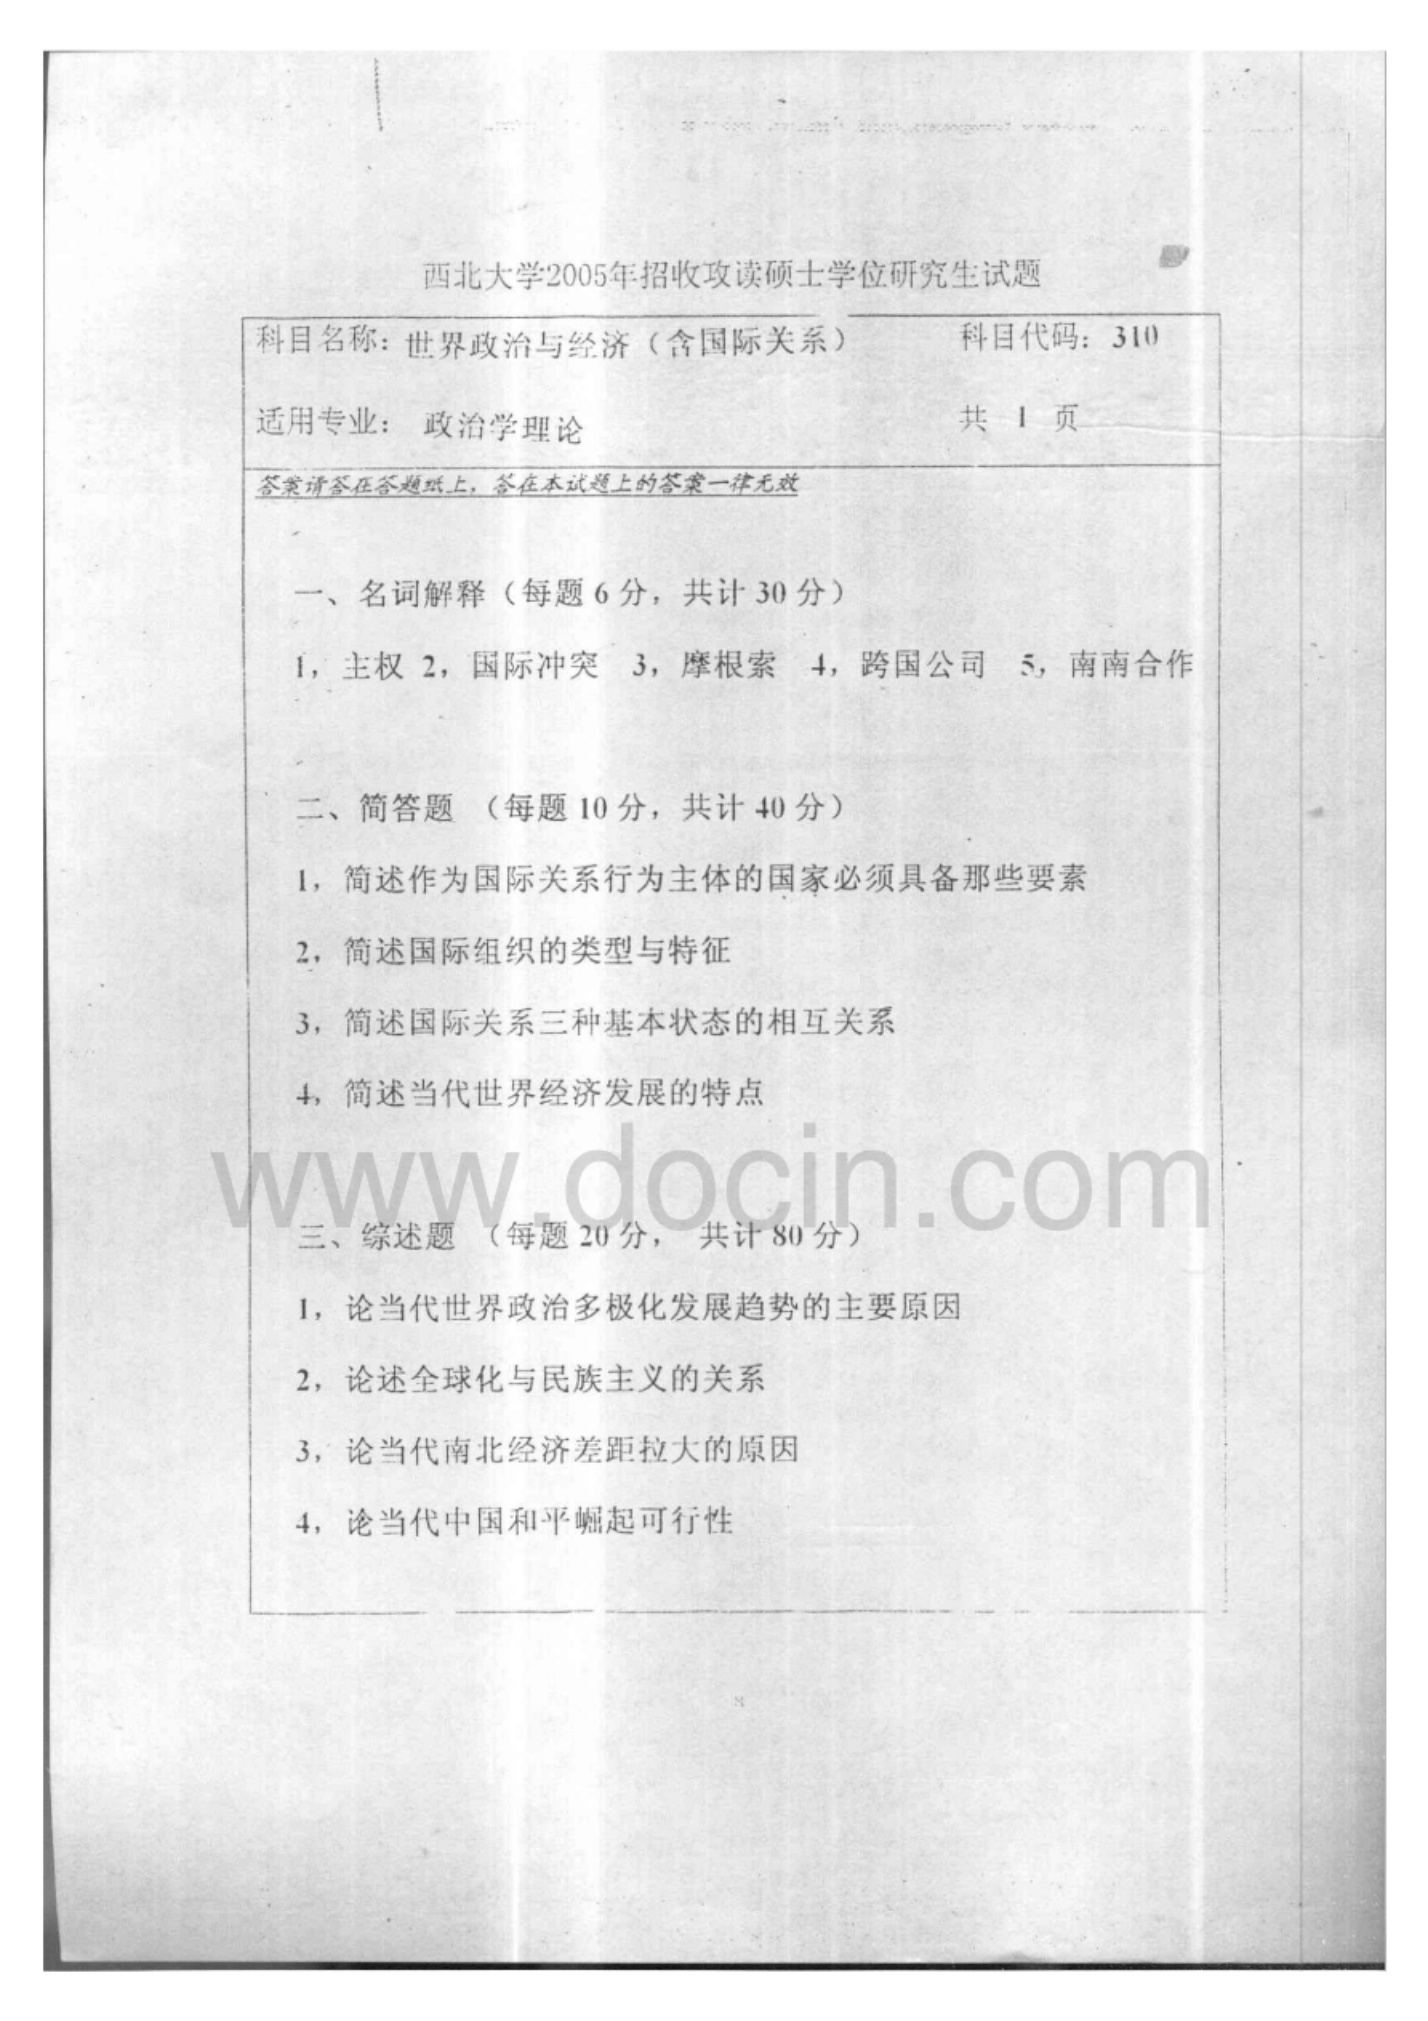 西北大学2005年招收攻读硕士学位研究生试题
科目名称：世界政治与经济（含国际关系） 科目代码：310
适用专业： 政治学理论 共 1 页
答案请答在答题纸上，答在本试题上的答案一律无效
一、名词解释（每题 6 分，共计 30 分）
1，主权 2，国际冲突 3，摩根索 4，跨国公司 5，南南合作
二、简答题 （每题 10 分，共计 40 分）
1，简述作为国际关系行为主体的国家必须具备那些要素
2，简述国际组织的类型与特征
3，简述国际关系三种基本状态的相互关系
4，简述当代世界经济发展的特点
www.docin.com
三、综述题 （每题 20 分， 共计 80 分）
1，论当代世界政治多极化发展趋势的主要原因
2，论述全球化与民族主义的关系
3，论当代南北经济差距拉大的原因
4，论当代中国和平崛起可行性